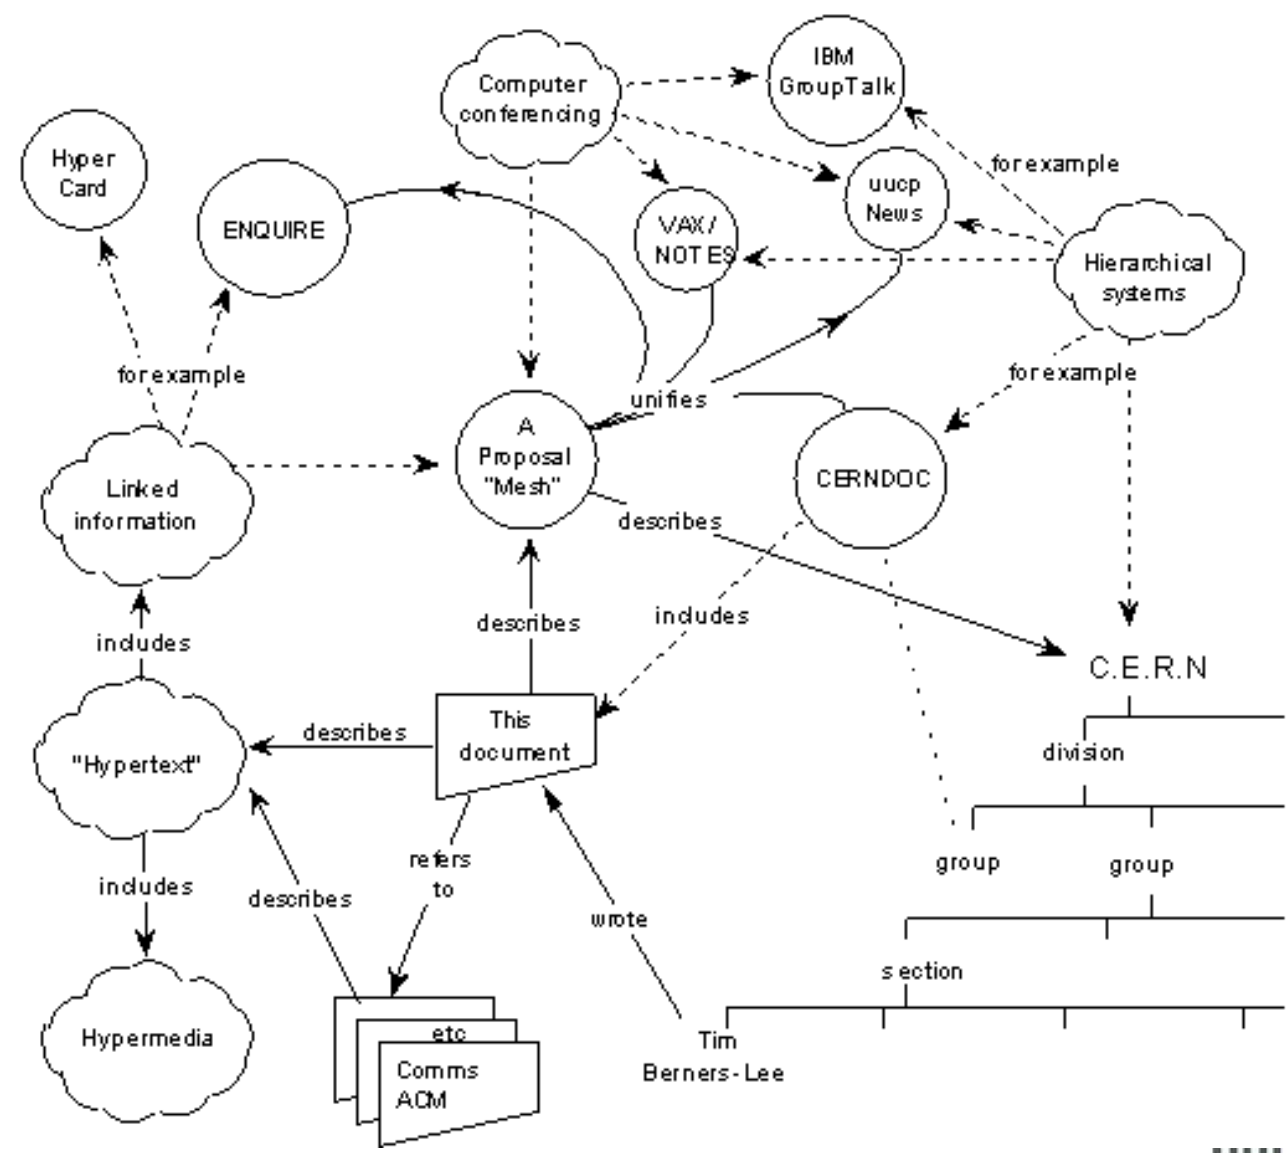 IBM
GroupTalk
Computer
conferencing
Hyper
Card
for example
uucp
News
ENQUIRE
VAX/
NOTES
Hierarchical
systems
for example
for example
unifies
A
Proposal
"Mesh"
CERNDOC
Linked
information
describes
includes
describes
includes
C.E.R.N
This
document
describes
division
"Hypertext"
refers
to
group
group
includes
describes
wrote
section
Hypermedia
etc
Comms
ACM
Tim
Berners-Lee